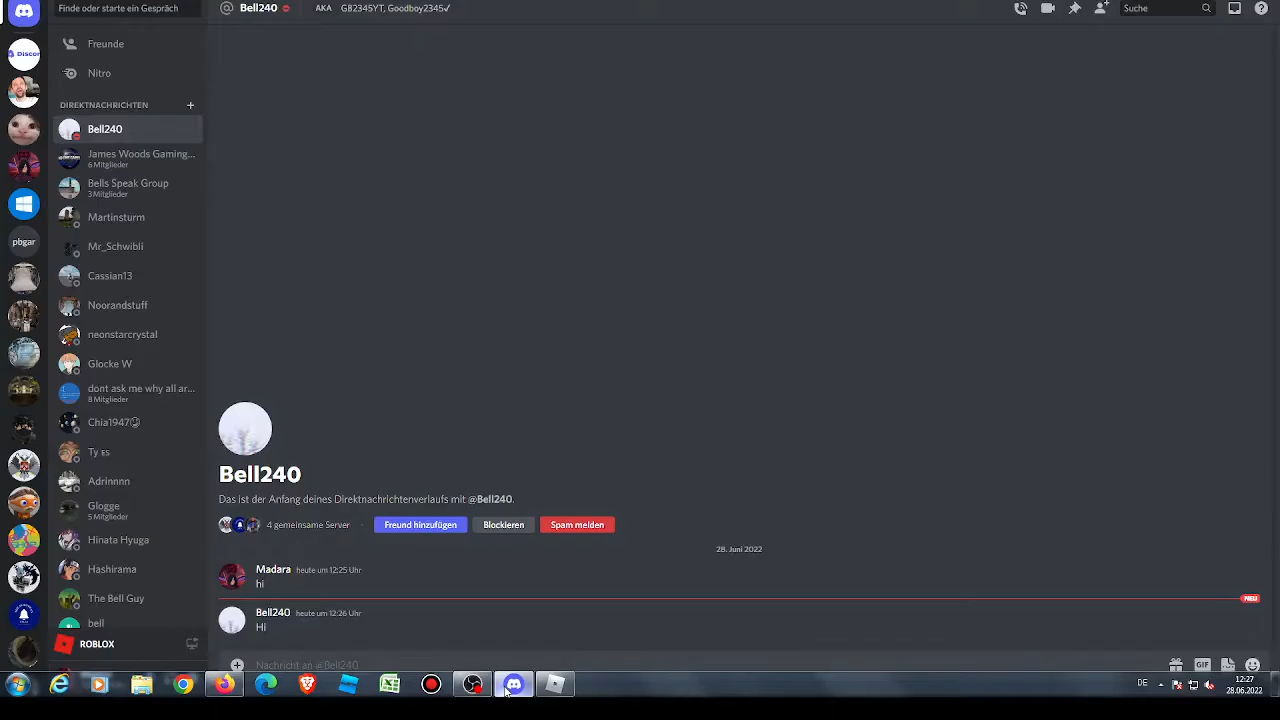 Finde oder starte ein Gespräch
Bell240
AKA GB2345YT, Goodboy2345✓
Suche
Discor
Freunde
Nitro
DIREKTNACHRICHTEN +
Bell240
James Woods Gaming...
6 Mitglieder
Bells Speak Group
3 Mitglieder
Martinsturm
pbgar
Mr_Schwibli
Cassian13
Noorandstuff
neonstarcrystal
Glocke W
dont ask me why all ar...
8 Mitglieder
Chia1947
Ty ᴇs
Adrinnnn
Glogge
5 Mitglieder
Hinata Hyuga
Hashirama
The Bell Guy
bell
ROBLOX
Bell240
Das ist der Anfang deines Direktnachrichtenverlaufs mit @Bell240.
4 gemeinsame Server
Freund hinzufügen
Blockieren
Spam melden
28. Juni 2022
Madara heute um 12:25 Uhr
hi
NEU
Bell240 heute um 12:26 Uhr
Hi
Nachricht an @Bell240
GIF
DE
12:27
28.06.2022